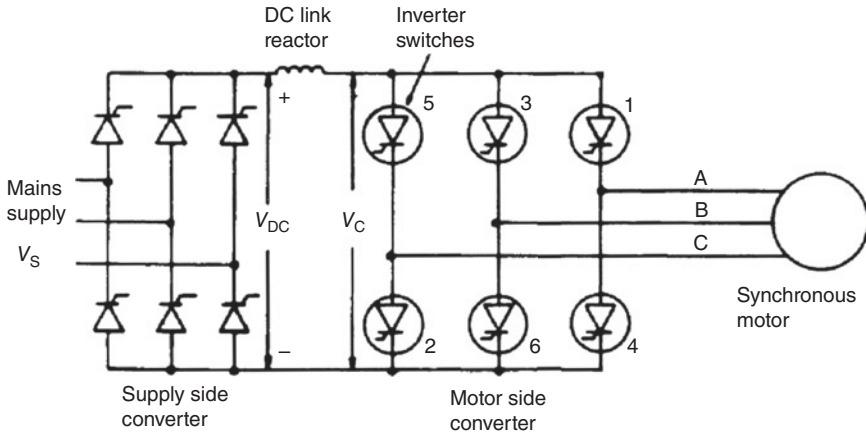 DC link
reactor
Inverter
switches
+
5
3
1
Mains
supply
V_S
V_DC
V_C
A
B
C
Synchronous
motor
–
2
6
4
Supply side
converter
Motor side
converter